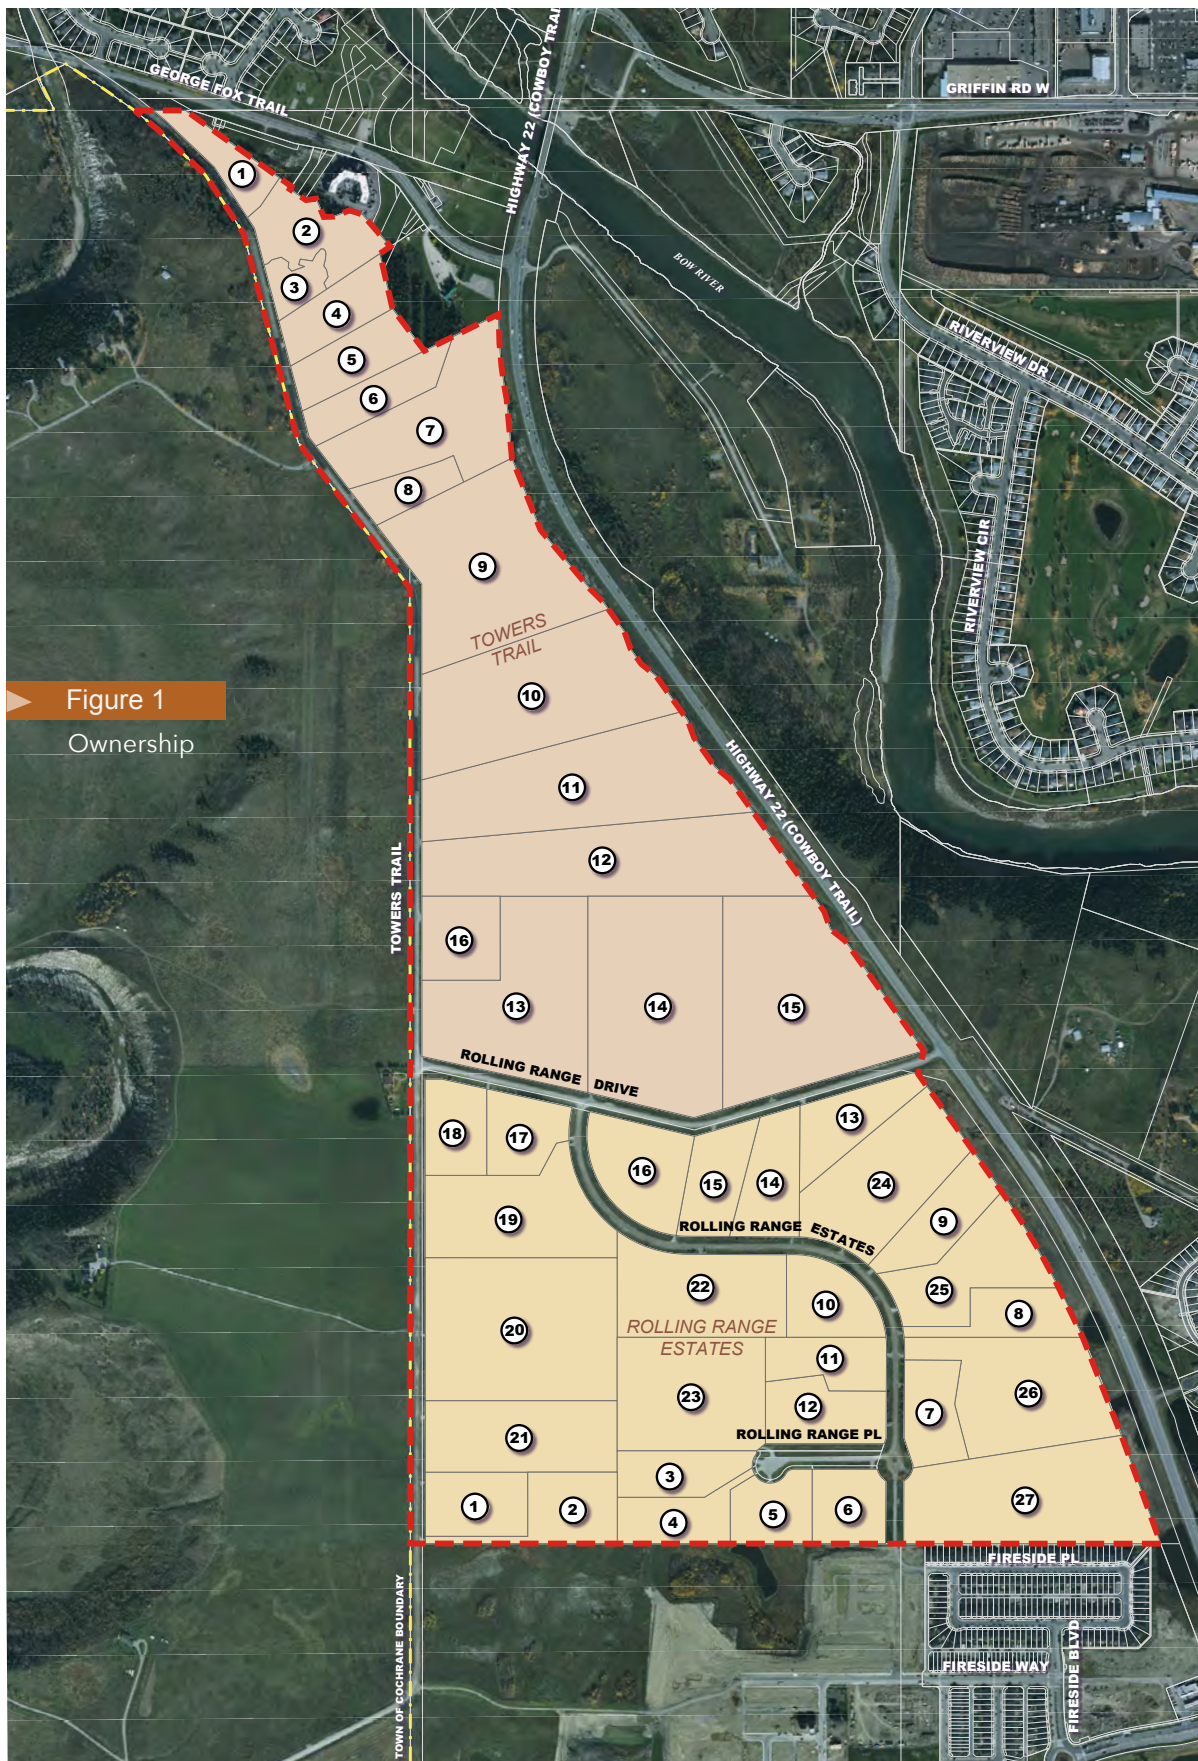 GEORGE FOX TRAIL
HIGHWAY 22 (COWBOY TRAIL
GRIFFIN RD W
1
2
3
4
5
6
7
8
9
BOW RIVER
RIVERVIEW DR
RIVERVIEW CIR
TOWERS
TRAIL
10
Figure 1
Ownership
11
HIGHWAY 22 (COWBOY TRAIL)
12
TOWERS TRAIL
16
13
14
15
ROLLING RANGE DRIVE
18
17
16
15
14
13
24
19
9
ROLLING RANGE ESTATES
22
10
25
8
20
ROLLING RANGE
ESTATES
11
23
12
7
26
21
ROLLING RANGE PL
3
1
2
4
5
6
27
FIRESIDE PL
TOWN OF COCHRANE BOUNDARY
FIRESIDE WAY
FIRESIDE BLVD